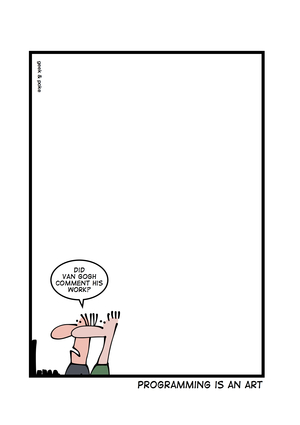 geek & poke
DID
VAN GOGH
COMMENT HIS
WORK?
PROGRAMMING IS AN ART